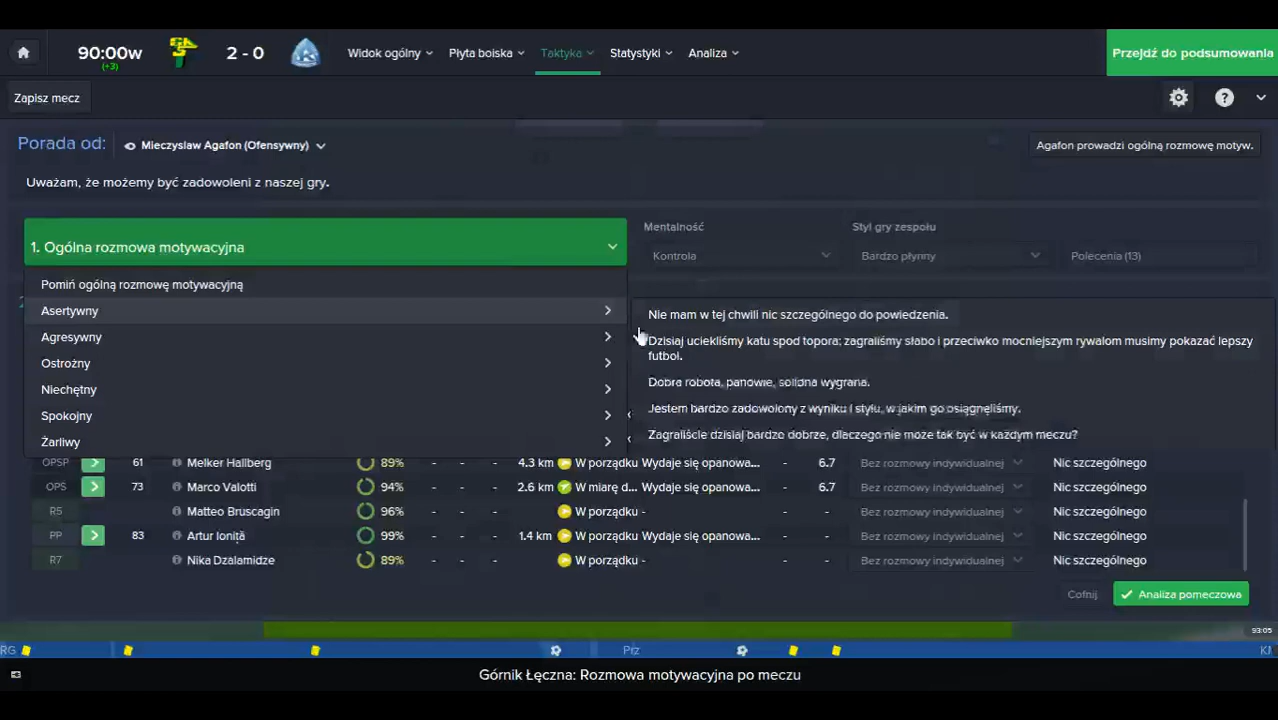 90:00w
(+3)
2 - 0
Widok ogólny
Płyta boiska
Taktyka
Statystyki
Analiza
Przejdź do podsumowania
Zapisz mecz
?
Porada od:
Mieczyslaw Agafon (Ofensywny)
Agafon prowadzi ogólną rozmowę motyw.
Uważam, że możemy być zadowoleni z naszej gry.
1. Ogólna rozmowa motywacyjna
Mentalność
Styl gry zespołu
Kontrola
Bardzo płynny
Polecenia (13)
Pomiń ogólną rozmowę motywacyjną
Asertywny
Agresywny
Ostrożny
Niechętny
Spokojny
Żarliwy
Nie mam w tej chwili nic szczególnego do powiedzenia.
Dzisiaj uciekliśmy katu spod topora; zagraliśmy słabo i przeciwko mocniejszym rywalom musimy pokazać lepszy
futbol.
Dobra robota, panowie, solidna wygrana.
Jestem bardzo zadowolony z wyniku i stylu, w jakim go osiągnęliśmy.
Zagraliście dzisiaj bardzo dobrze, dlaczego nie może tak być w każdym meczu?
OPSP 61 Melker Hallberg 89% - - - 4.3 km W porządku Wydaje się opanowa... - 6.7 Bez rozmowy indywidualnej Nic szczególnego
OPS 73 Marco Valotti 94% - - - 2.6 km W miarę d... Wydaje się opanowa... - 6.7 Bez rozmowy indywidualnej Nic szczególnego
R5 Matteo Bruscagin 96% - - - W porządku - - - Bez rozmowy indywidualnej Nic szczególnego
PP 83 Artur Ioniță 99% - - - 1.4 km W porządku Wydaje się opanowa... - - Bez rozmowy indywidualnej Nic szczególnego
R7 Nika Dzalamidze 89% - - - W porządku - - - Bez rozmowy indywidualnej Nic szczególnego
Cofnij
Analiza pomeczowa
93:05
RG
Prz
KJ
Górnik Łęczna: Rozmowa motywacyjna po meczu